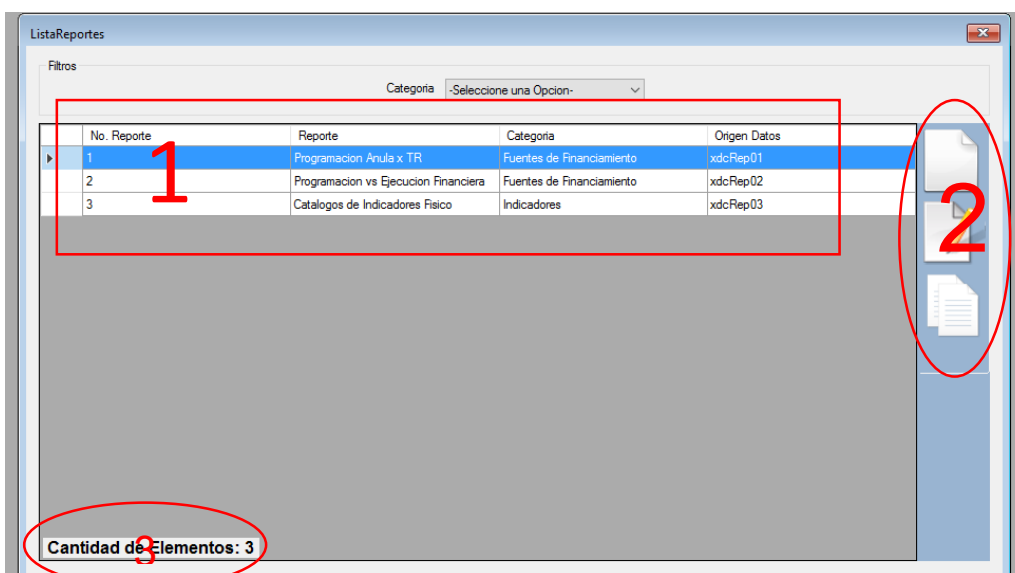 ListaReportes
Filtros
Categoria -Seleccione una Opcion-
No. Reporte Reporte Categoria Origen Datos
1 Programacion Anula x TR Fuentes de Financiamiento xdcRep01
2 Programacion vs Ejecucion Financiera Fuentes de Financiamiento xdcRep02
3 Catalogos de Indicadores Fisico Indicadores xdcRep03
1
2
Cantidad de Elementos: 3
3